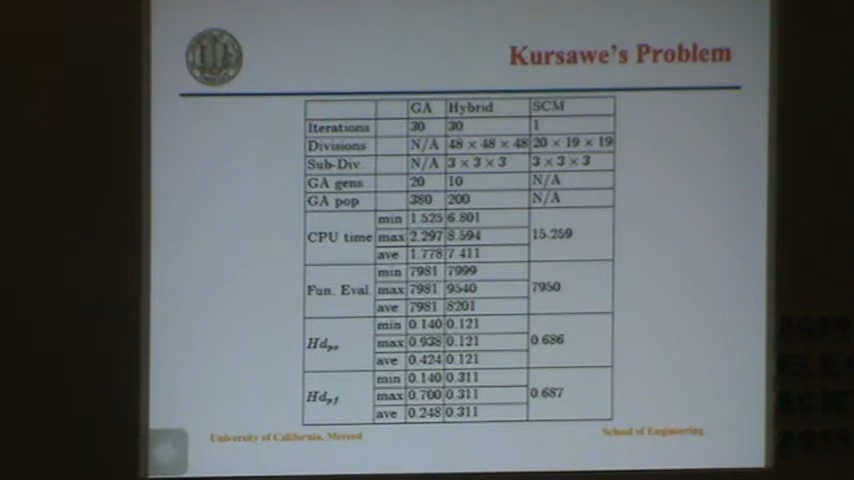 Kursawe's Problem
GA Hybrid SCM
Iterations 30 30 1
Divisions N/A 48 × 48 × 48 20 × 19 × 19
Sub-Div. N/A 3 × 3 × 3 3 × 3 × 3
GA gens 20 10 N/A
GA pop 380 200 N/A
CPU time min 1.525 6.801 15.259
max 2.297 8.594
ave 1.778 7.411
Fun. Eval. min 7981 7999 7950
max 7981 9540
ave 7981 8201
Hd min 0.140 0.121 0.686
max 0.938 0.121
ave 0.424 0.121
Hd min 0.140 0.311 0.687
max 0.700 0.311
ave 0.248 0.311
University of California, Merced
School of Engineering